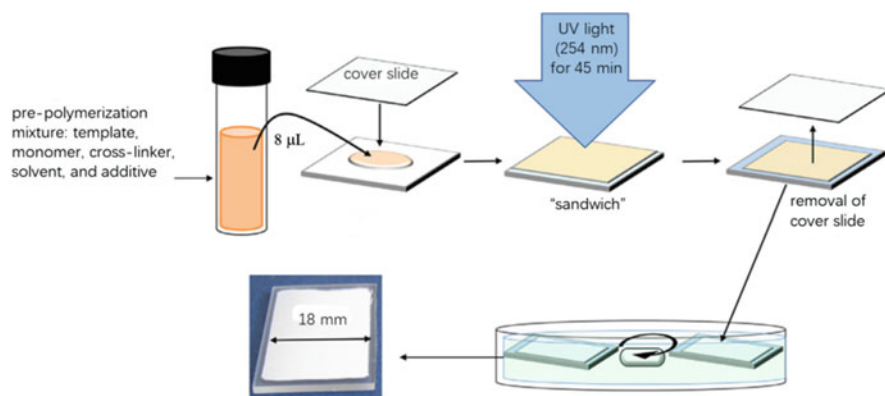 pre-polymerization
mixture: template,
monomer, cross-linker,
solvent, and additive
8 μL
cover slide
UV light
(254 nm)
for 45 min
"sandwich"
removal of
cover slide
18 mm